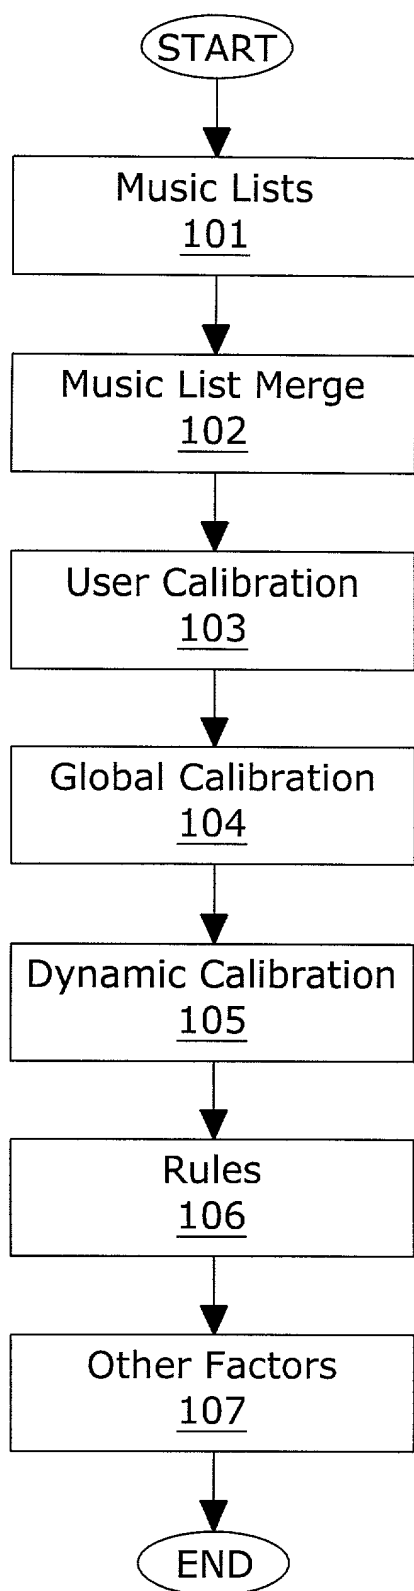 START
Music Lists
101
Music List Merge
102
User Calibration
103
Global Calibration
104
Dynamic Calibration
105
Rules
106
Other Factors
107
END